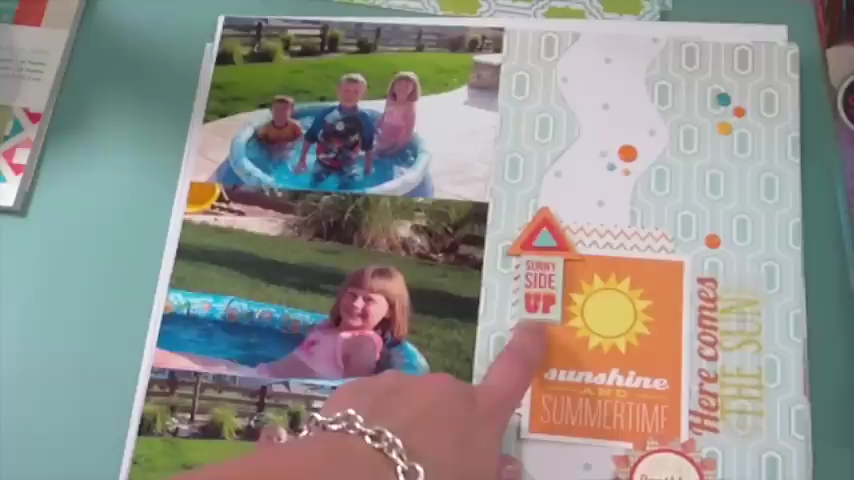 SUNNY
SIDE
UP
sunshine
AND
SUMMERTIME
Here comes
THE SUN